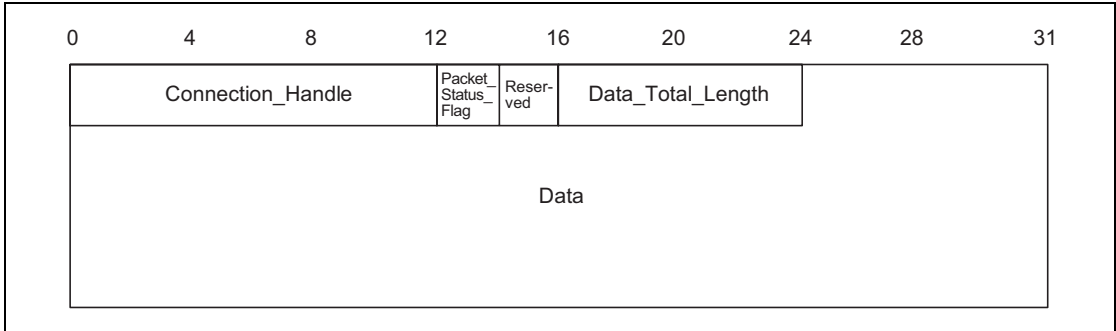 0 4 8 12 16 20 24 28 31
Connection_Handle Packet_ Reser- Data_Total_Length
Status_ ved
Flag
Data